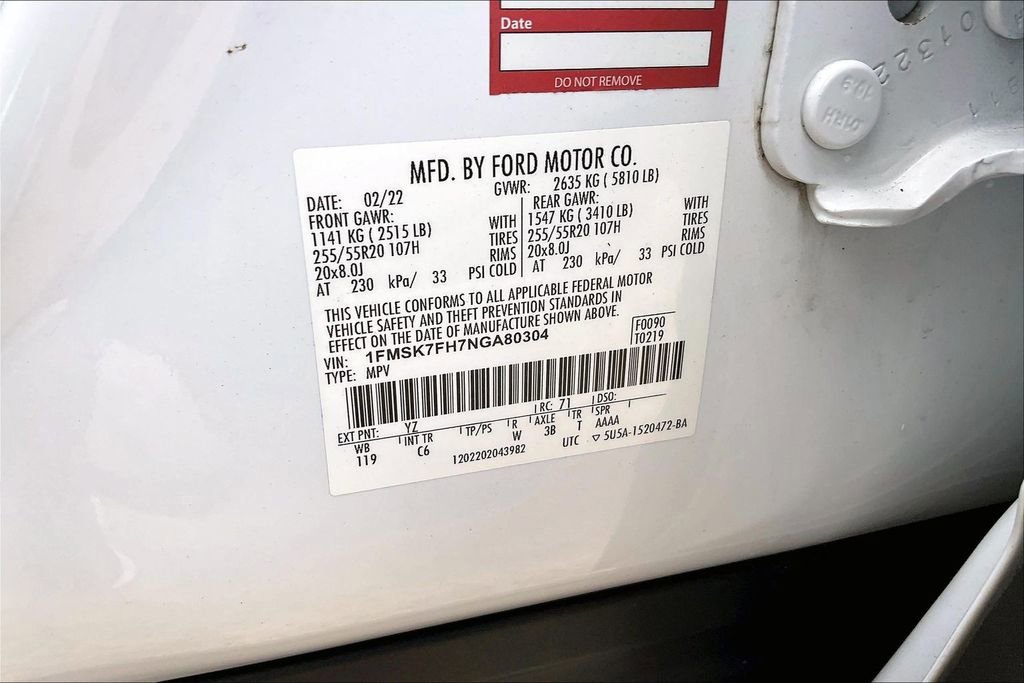 Date
DO NOT REMOVE
MFD. BY FORD MOTOR CO.
DATE: 02/22 GVWR: 2635 KG ( 5810 LB)
FRONT GAWR:
1141 KG ( 2515 LB) WITH
255/55R20 107H TIRES
20x8.0J RIMS
AT 230 kPa/ 33 PSI COLD
REAR GAWR:
1547 KG ( 3410 LB) WITH
255/55R20 107H TIRES
20x8.0J RIMS
AT 230 kPa/ 33 PSI COLD
THIS VEHICLE CONFORMS TO ALL APPLICABLE FEDERAL MOTOR
VEHICLE SAFETY AND THEFT PREVENTION STANDARDS IN
EFFECT ON THE DATE OF MANUFACTURE SHOWN ABOVE.
VIN: 1FMSK7FH7NGA80304
TYPE: MPV
F0090
T0219
EXT PNT: YZ RC: 71 DSO:
WB INT TR TP/PS R AXLE TR SPR
119 C6 W 3B T AAAA
1202202043982 UTC ▽ 5U5A-1520472-BA
01RH
10.9